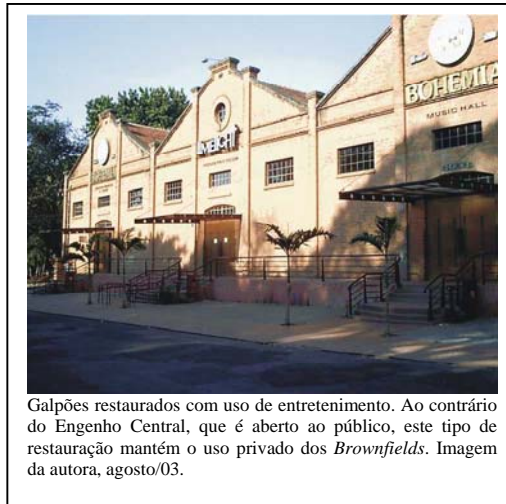 BOHEMIA
MUSIC HALL
Galpões restaurados com uso de entretenimento. Ao contrário
do Engenho Central, que é aberto ao público, este tipo de
restauração mantém o uso privado dos Brownfields. Imagem
da autora, agosto/03.